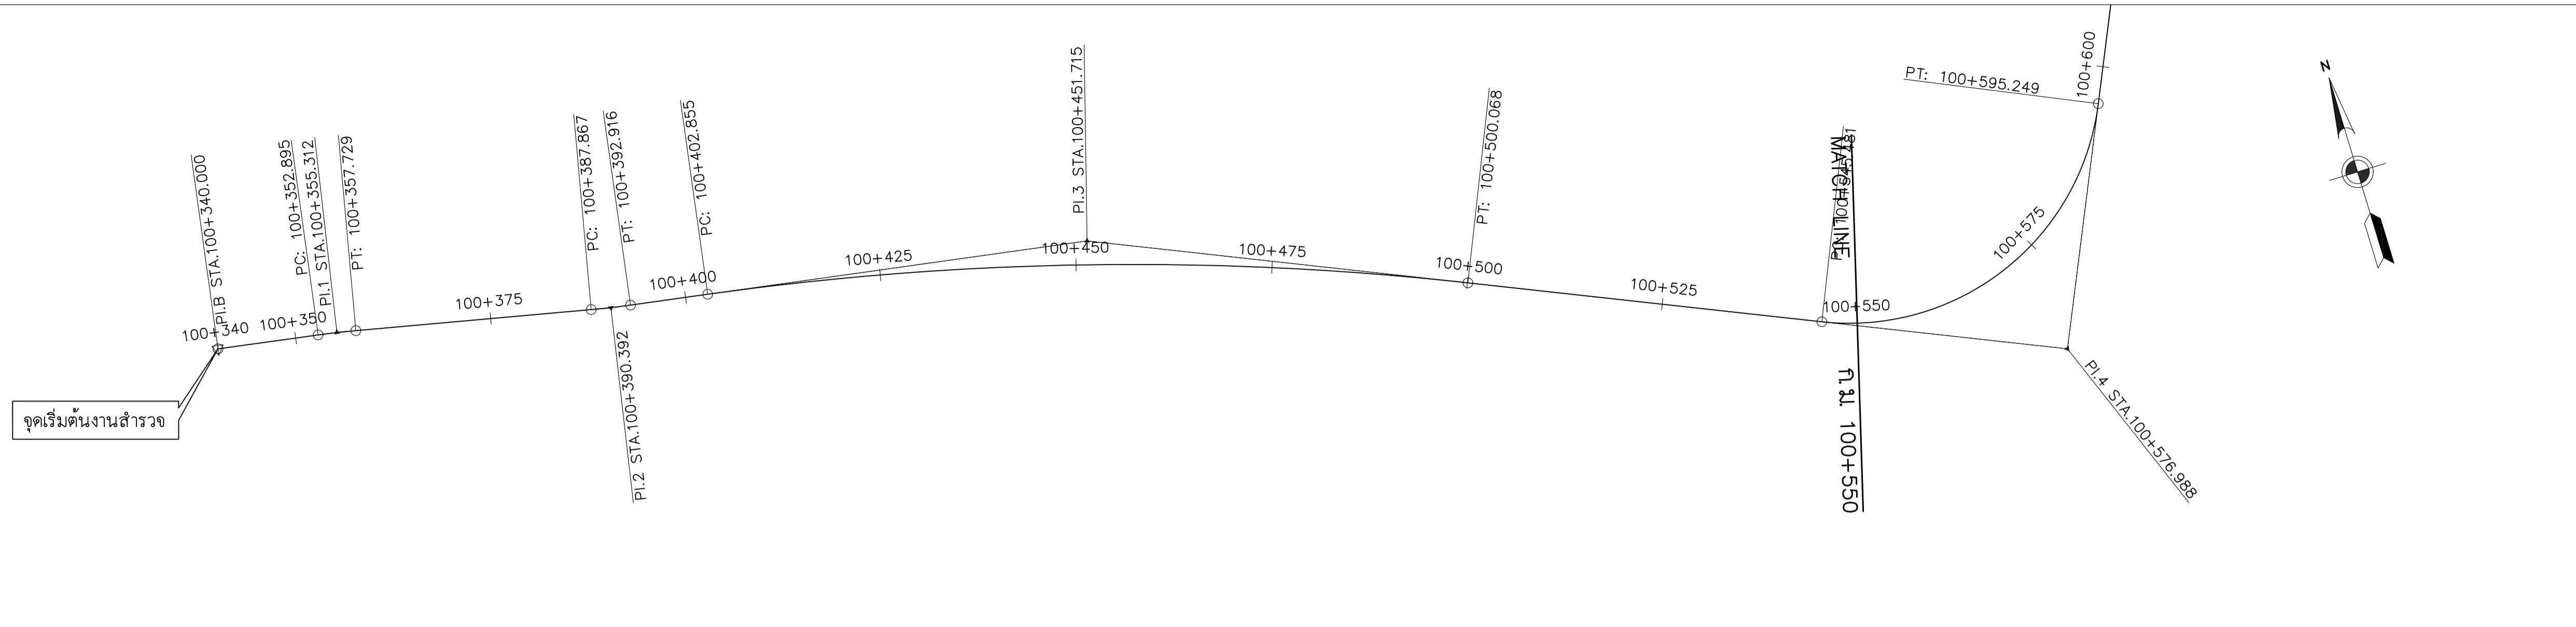 PI.B STA.100+340.000
PC: 100+352.895
PI.1 STA.100+355.312
PT: 100+357.729
PC: 100+387.867
PT: 100+392.916
PC: 100+402.855
PI.3 STA.100+451.715
PT: 100+500.068
PT: 100+595.249
100+600
N
MATCH LINE
ก.ม. 100+550
100+340
100+350
100+375
100+400
100+425
100+450
100+475
100+500
100+525
100+550
100+575
PI.2 STA.100+390.392
PI.4 STA.100+576.988
จุดเริ่มต้นงานสำรวจ